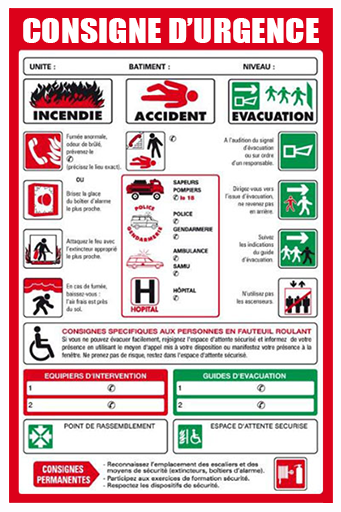 CONSIGNE D'URGENCE
UNITE :
BATIMENT :
NIVEAU :
INCENDIE
ACCIDENT
EVACUATION
Fumée anormale,
odeur de brûlé,
prévenez le
✆
(précisez le lieu exact).
OU
Brisez la glace
du boîtier d'alarme
le plus proche.
Attaquez le feu avec
l'extincteur approprié
le plus proche.
En cas de fumée,
baissez-vous :
l'air frais est près
du sol.
✆
SAPEURS
POMPIERS
✆ le 18
POLICE
GENDARMERIE
POLICE
✆
GENDARMERIE
✆
AMBULANCE
✆
SAMU
✆
H
HOPITAL
HÔPITAL
✆
A l'audition du signal
d'évacuation
ou sur ordre
d'un responsable.
Dirigez-vous vers
l'issue d'évacuation,
ne revenez pas
en arrière.
Suivez
les indications
du guide
d'évacuation.
N'utilisez pas
les ascenseurs.
CONSIGNES SPECIFIQUES AUX PERSONNES EN FAUTEUIL ROULANT
Si vous ne pouvez évacuer facilement, rejoignez l'espace d'attente sécurisé et informez de votre
présence en utilisant le moyen d'appel mis à votre disposition ou manifestez votre présence à la
fenêtre. Ne prenez pas de risque, restez dans l'espace d'attente sécurisé.
EQUIPIERS D'INTERVENTION
1 ✆
2 ✆
GUIDES D'EVACUATION
1 ✆
2 ✆
POINT DE RASSEMBLEMENT
ESPACE D'ATTENTE SECURISE
CONSIGNES
PERMANENTES
- Reconnaissez l'emplacement des escaliers et des
moyens de sécurité (extincteurs, boîtiers d'alarme).
- Participez aux exercices de formation sécurité.
- Respectez les dispositifs de sécurité.